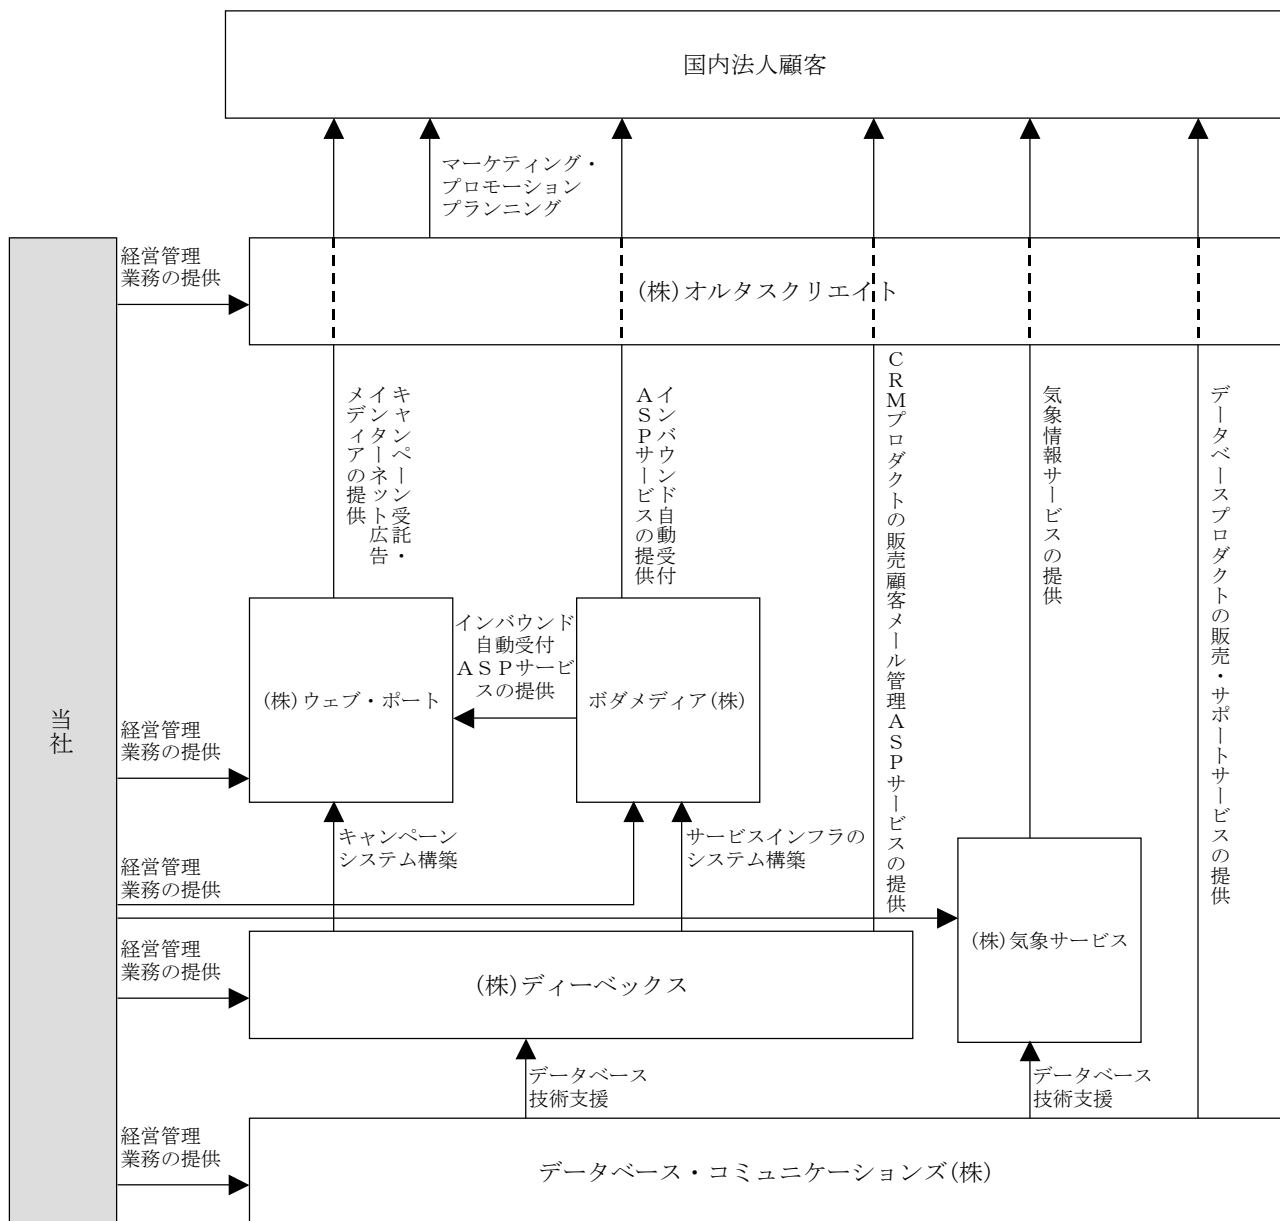 国内法人顧客
マーケティング・
プロモーション
プランニング
経営管理
業務の提供
(株)オルタスクリエイト
キャンペーン受託・
インターネット広告
メディアの提供
インバウンド自動受付
ASPサービスの提供
CRMプロダクトの販売顧客メール管理ASPサービスの提供
気象情報サービスの提供
データベースプロダクトの販売・サポートサービスの提供
当社
経営管理
業務の提供
(株)ウェブ・ポート
インバウンド
自動受付
ASPサービ
スの提供
ボダメディア(株)
キャンペーン
システム構築
サービスインフラの
システム構築
経営管理
業務の提供
経営管理
業務の提供
(株)ディーベックス
(株)気象サービス
データベース
技術支援
データベース
技術支援
経営管理
業務の提供
データベース・コミュニケーションズ(株)